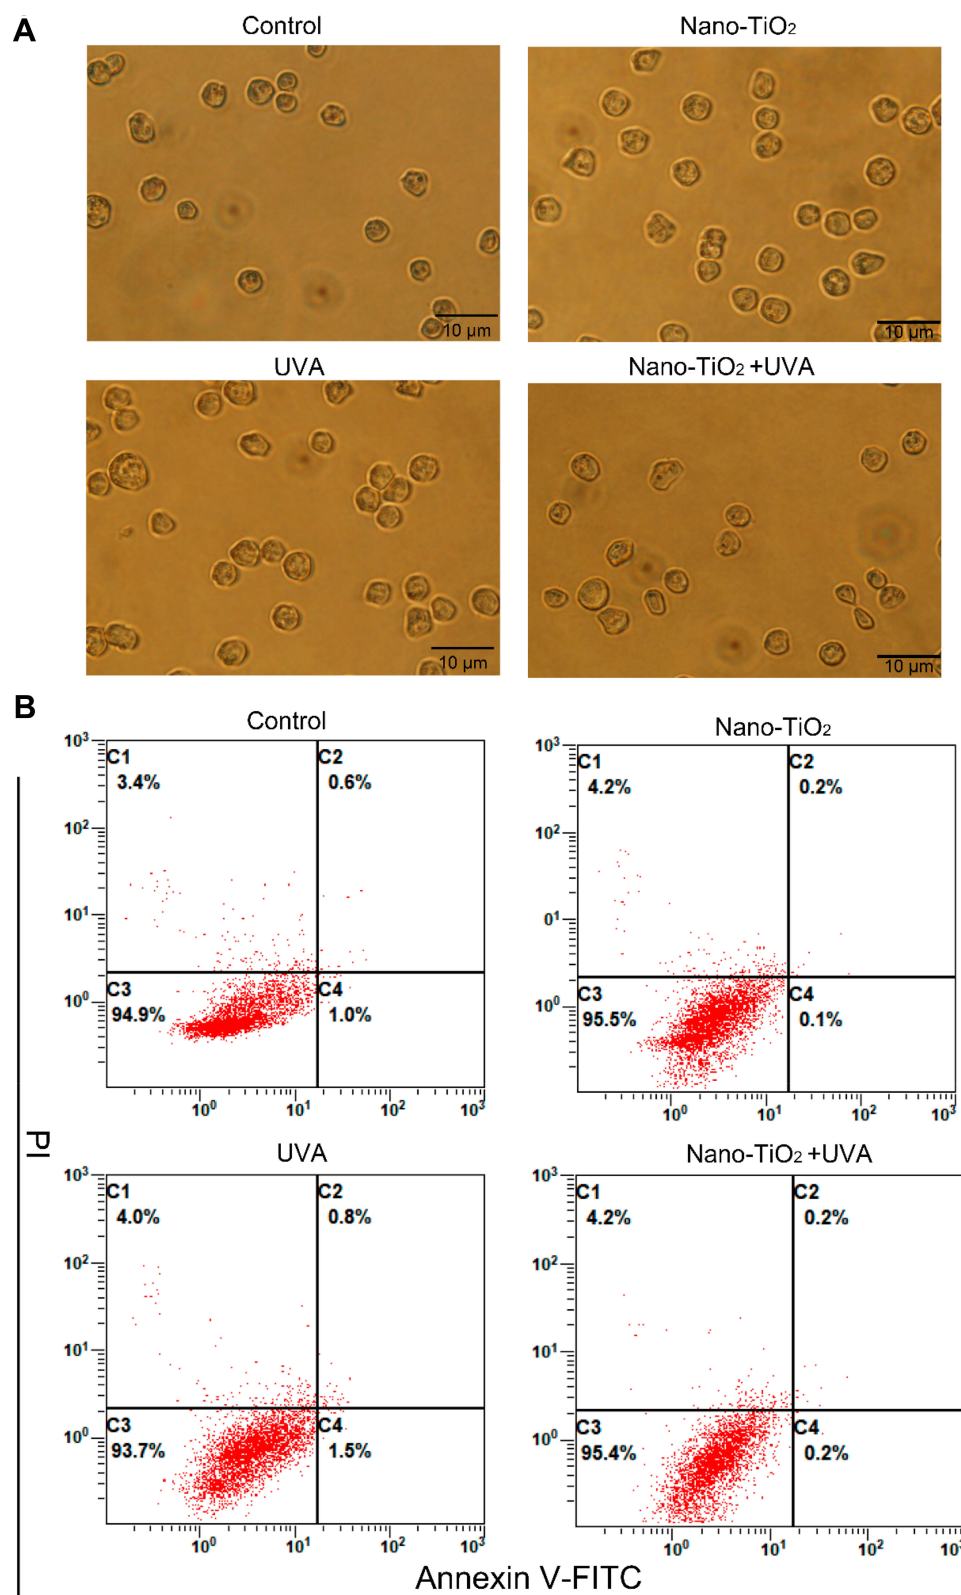 A
Control
Nano-TiO₂
10 µm
10 µm
UVA
Nano-TiO₂ +UVA
10 µm
10 µm
B
Control
Nano-TiO₂
10³
C1
C2
3.4%
0.6%
10²
10¹
C3
C4
10⁰
94.9%
1.0%
10⁰ 10¹ 10² 10³
10³
C1
C2
4.2%
0.2%
10²
01
C3
C4
10⁰
95.5%
0.1%
10⁰ 10¹ 10² 10³
PI
UVA
Nano-TiO₂ +UVA
10³
C1
C2
4.0%
0.8%
10²
10¹
C3
C4
10⁰
93.7%
1.5%
10⁰ 10¹ 10² 10³
10³
C1
C2
4.2%
0.2%
10²
10¹
C3
C4
10⁰
95.4%
0.2%
10⁰ 10¹ 10² 10³
Annexin V-FITC